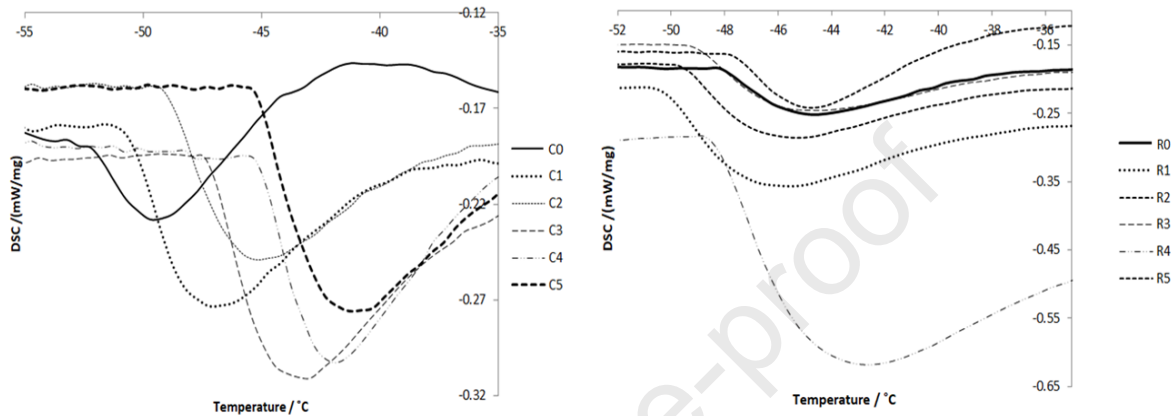 -55 -50 -45 -40 -35
-0.12
-0.17
-0.22
-0.27
-0.32
DSC /(mW/mg)
Temperature / ˚C
C0
C1
C2
C3
C4
C5
-52 -50 -48 -46 -44 -42 -40 -38 -36
-0.15
-0.25
-0.35
-0.45
-0.55
-0.65
DSC /(mW/mg)
Temperature / ˚C
R0
R1
R2
R3
R4
R5
e-proof